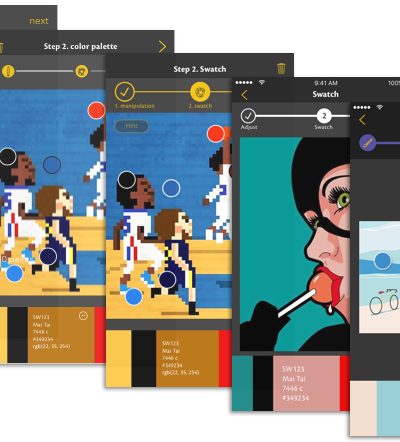 next
Step 2. color palette
SW123
Mai Tai
7446 c
#349234
rgb(22, 35, 254)
Step 2. Swatch
1. manipulation
2. swatch
Hint
SW123
Mai Tai
7446 c
#349234
rgb(22, 35, 254)
9:41 AM
100%
Swatch
2
Adjust
Swatch
SW123
Mai Tai
7446 c
#349234